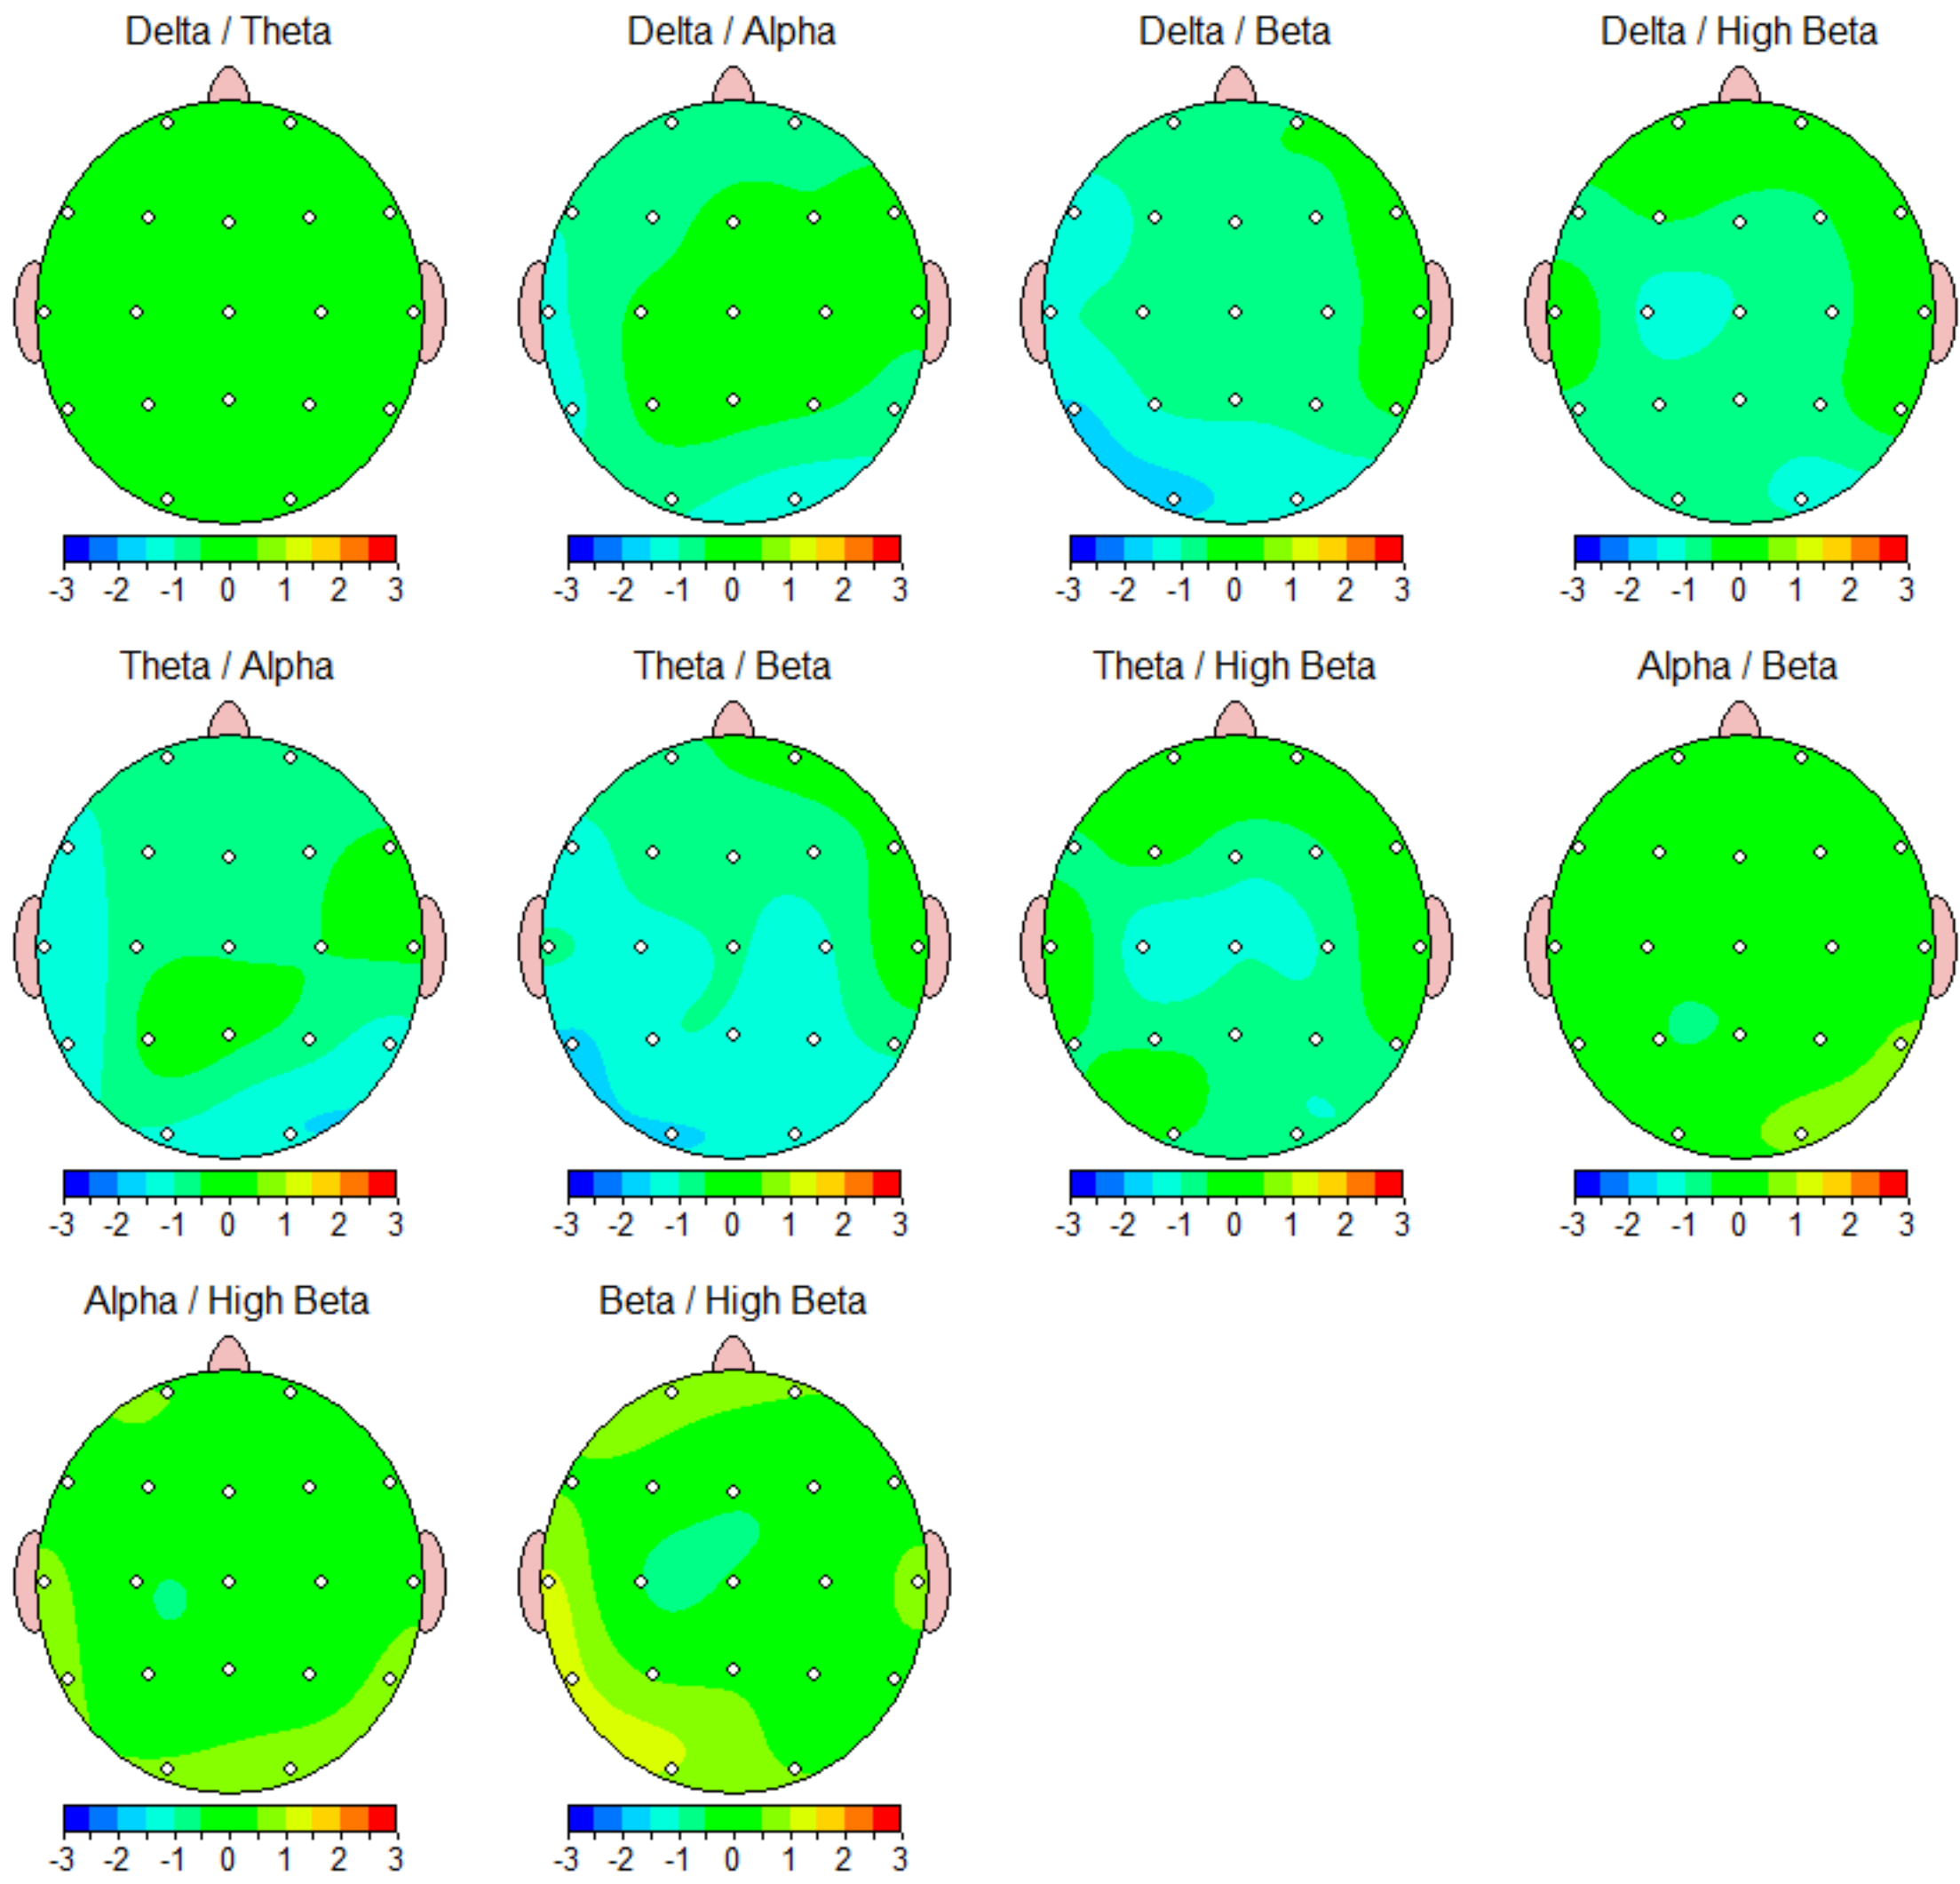 Delta / Theta
Delta / Alpha
Delta / Beta
Delta / High Beta
-3 -2 -1 0 1 2 3
-3 -2 -1 0 1 2 3
-3 -2 -1 0 1 2 3
-3 -2 -1 0 1 2 3
Theta / Alpha
Theta / Beta
Theta / High Beta
Alpha / Beta
-3 -2 -1 0 1 2 3
-3 -2 -1 0 1 2 3
-3 -2 -1 0 1 2 3
-3 -2 -1 0 1 2 3
Alpha / High Beta
Beta / High Beta
-3 -2 -1 0 1 2 3
-3 -2 -1 0 1 2 3